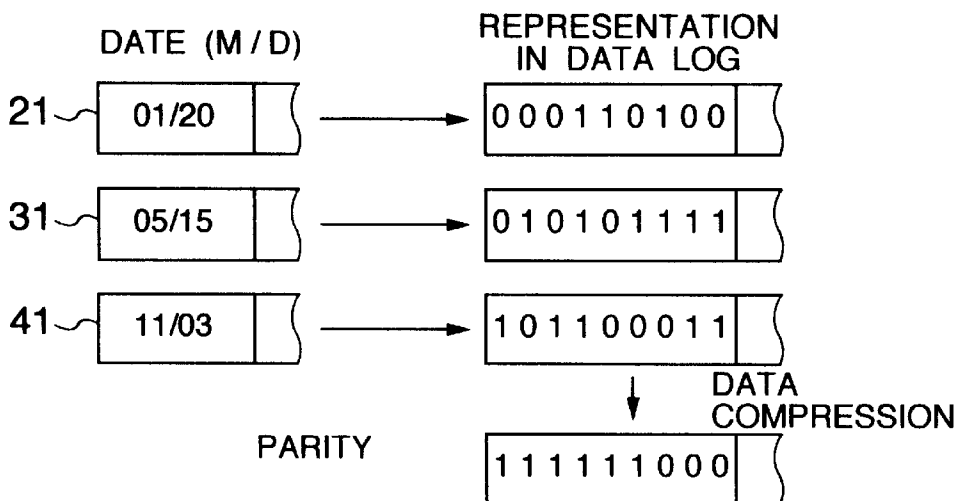 DATE (M/D)
REPRESENTATION
IN DATA LOG
21 01/20 000110100
31 05/15 010101111
41 11/03 101100011
DATA
COMPRESSION
PARITY 111111000